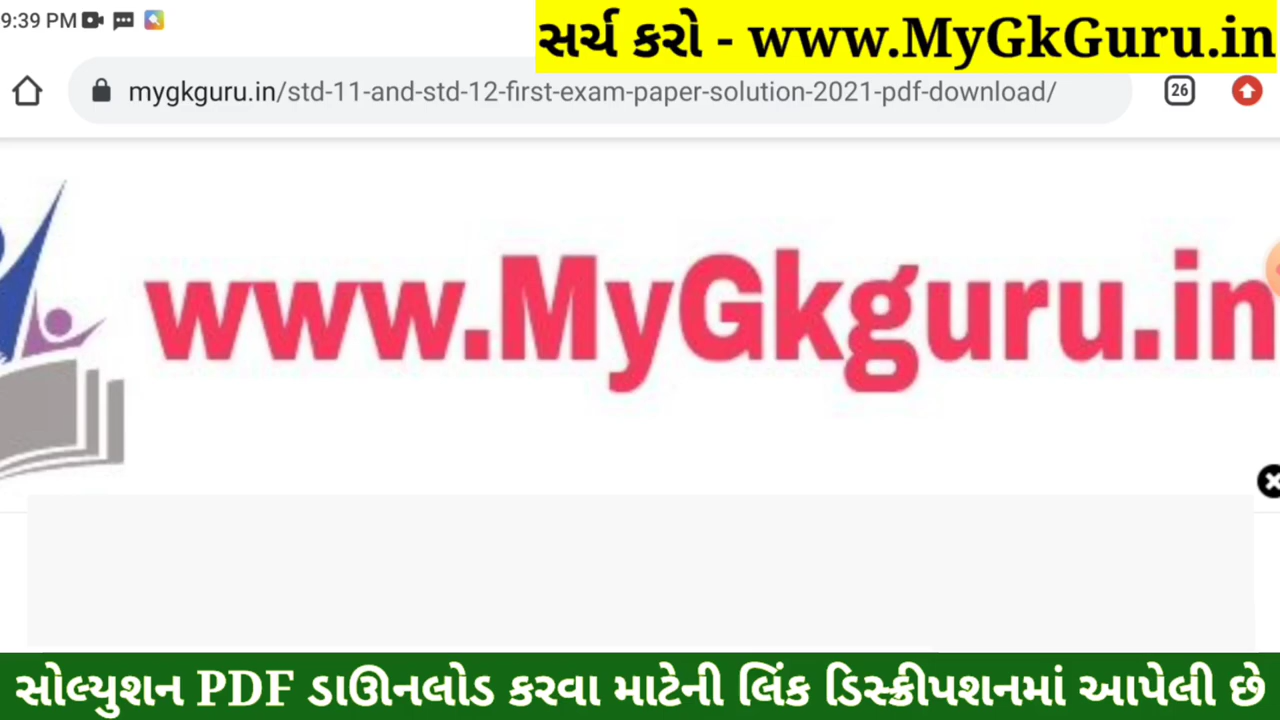 9:39 PM
સર્ચ કરો - www.MyGkGuru.in
mygkguru.in/std-11-and-std-12-first-exam-paper-solution-2021-pdf-download/
26
www.MyGkguru.in
સોલ્યુશન PDF ડાઊનલોડ કરવા માટેની લિંક ડિસ્ક્રીપશનમાં આપેલી છે